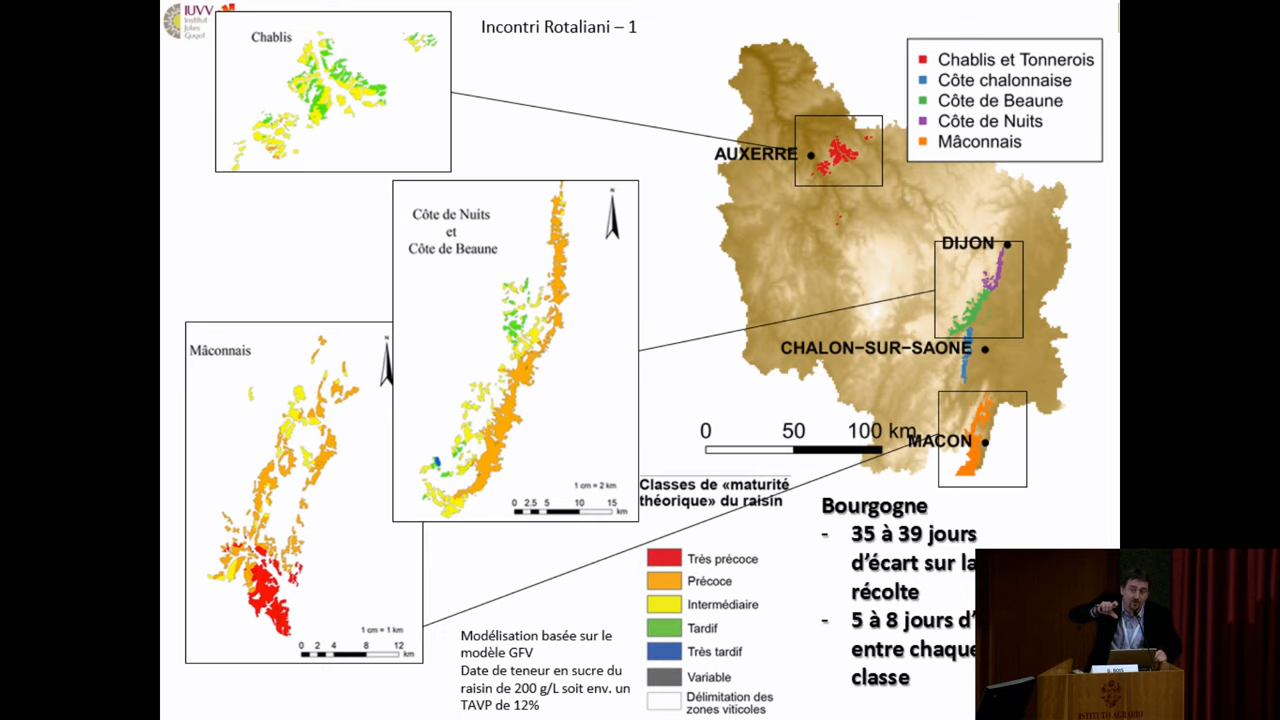 IUVV
Institut
Jules
Guyot
Incontri Rotaliani – 1
Chablis
Chablis et Tonnerois
Côte chalonnaise
Côte de Beaune
Côte de Nuits
Mâconnais
AUXERRE
DIJON
CHALON-SUR-SAONE
MACON
0 50 100 km
Côte de Nuits
et
Côte de Beaune
N
1 cm = 2 km
0 2.5 5 10 15
km
Mâconnais
N
1 cm = 1 km
0 2 4 8 12
km
Classes de «maturité
théorique» du raisin
Très précoce
Précoce
Intermédiaire
Tardif
Très tardif
Variable
Délimitation des
zones viticoles
Modélisation basée sur le
modèle GFV
Date de teneur en sucre du
raisin de 200 g/L soit env. un
TAVP de 12%
Bourgogne
- 35 à 39 jours
d’écart sur la
récolte
- 5 à 8 jours d’
entre chaque
classe
B. BOIS
ISTITUTO AGRARIO